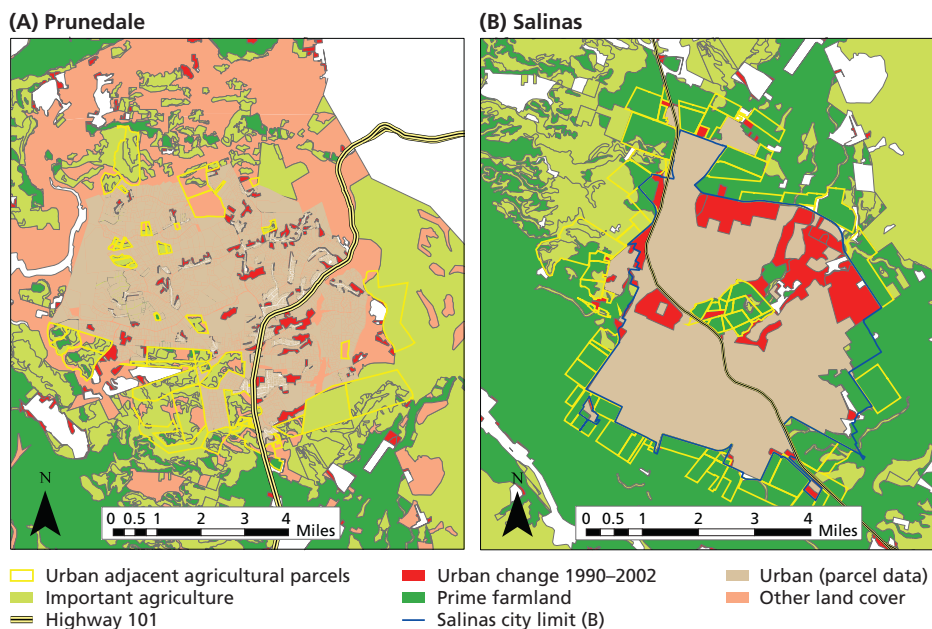 (A) Prunedale
(B) Salinas
N
0 0.5 1 2 3 4
Miles
N
0 0.5 1 2 3 4
Miles
Urban adjacent agricultural parcels
Urban change 1990–2002
Urban (parcel data)
Important agriculture
Prime farmland
Other land cover
Highway 101
Salinas city limit (B)